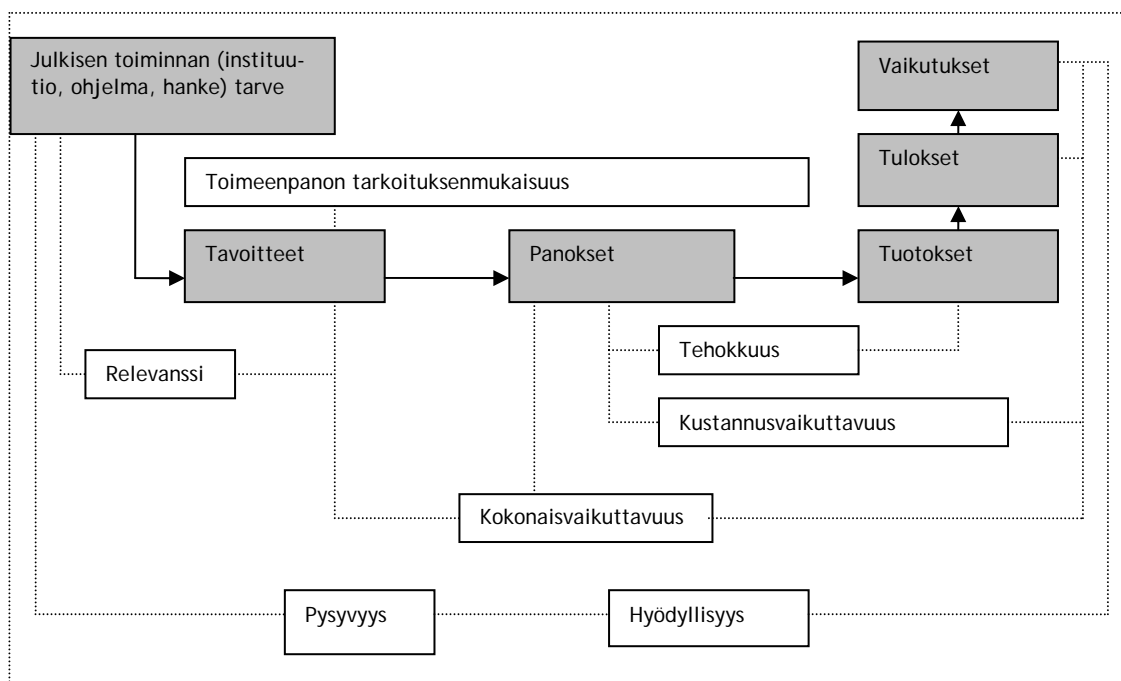 Julkisen toiminnan (instituu-
tio, ohjelma, hanke) tarve
Vaikutukset
Tulokset
Toimeenpanon tarkoituksenmukaisuus
Tavoitteet
Panokset
Tuotokset
Tehokkuus
Relevanssi
Kustannusvaikuttavuus
Kokonaisvaikuttavuus
Pysyvyys
Hyödyllisyys